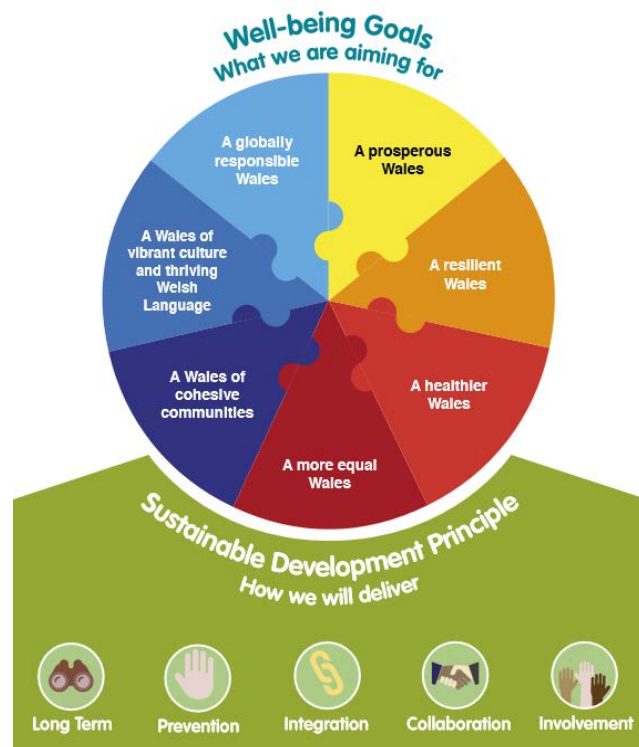 Well-being Goals
What we are aiming for
A globally
responsible
Wales
A prosperous
Wales
A Wales of
vibrant culture
and thriving
Welsh
Language
A resilient
Wales
A Wales of
cohesive
communities
A healthier
Wales
A more equal
Wales
Sustainable Development Principle
How we will deliver
Long Term
Prevention
Integration
Collaboration
Involvement